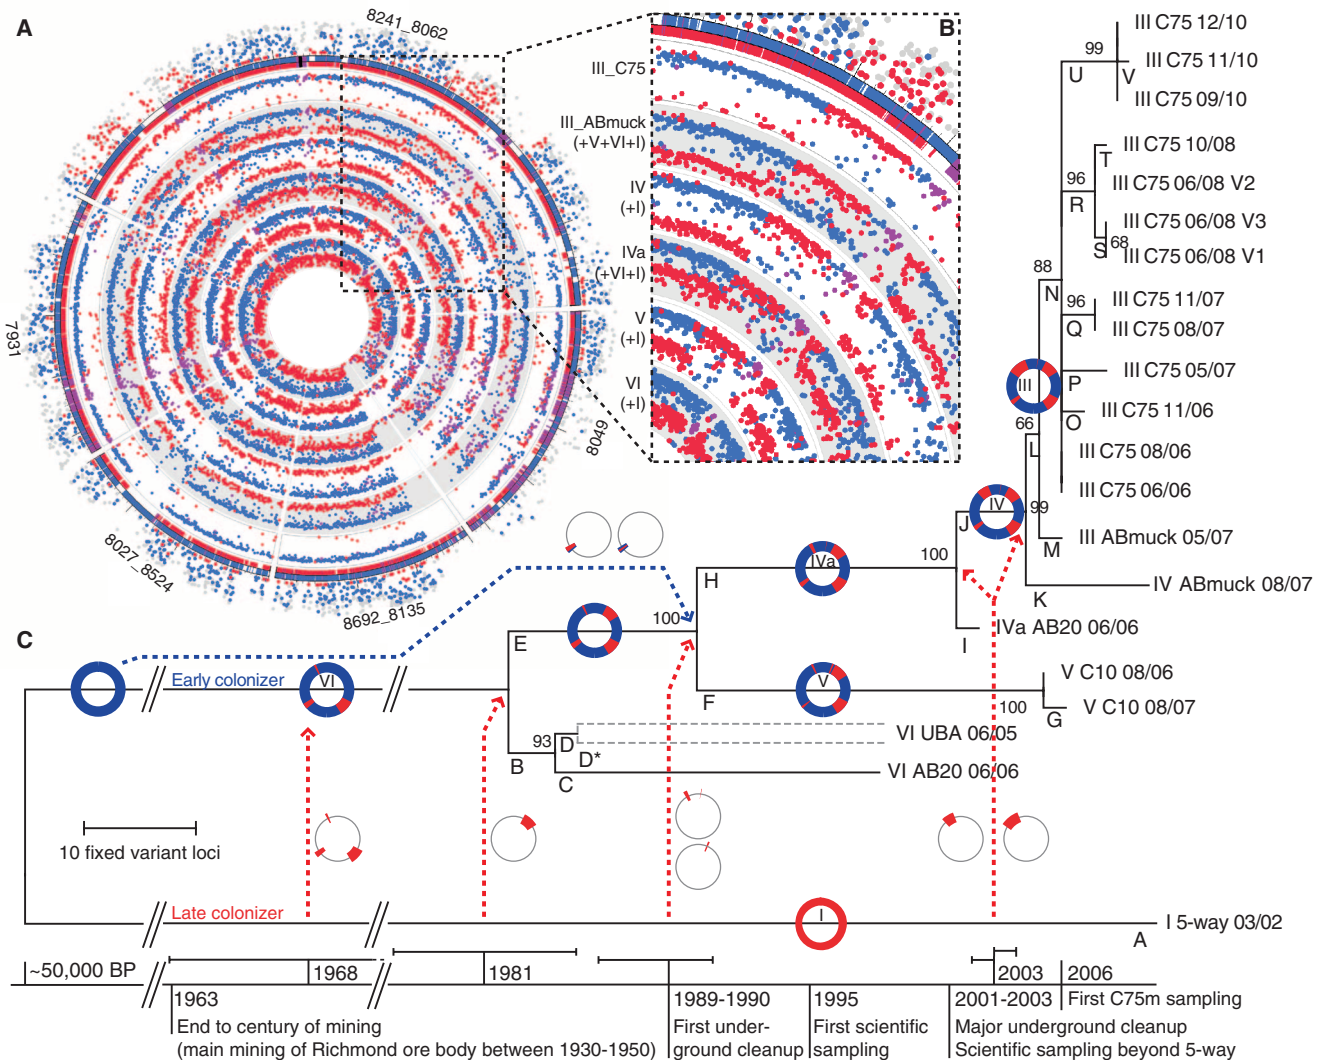 A
8241_8062
7931
8049
8027_8524
8692_8135
B
III_C75
III_ABmuck
(+V+VI+I)
IV
(+I)
IVa
(+VI+I)
V
(+I)
VI
(+I)
III C75 12/10
99
U
V
III C75 11/10
III C75 09/10
III C75 10/08
T
96
R
III C75 06/08 V2
III C75 06/08 V3
S
68
III C75 06/08 V1
88
N
III C75 11/07
96
Q
III C75 08/07
III
P
III C75 05/07
O
III C75 11/06
66
L
III C75 08/06
III C75 06/06
IV
99
J
M
III ABmuck 05/07
100
IVa
H
K
IV ABmuck 08/07
I
IVa AB20 06/06
C
E
100
V C10 08/06
VI
Early colonizer
F
V
100
G
V C10 08/07
93
D
VI UBA 06/05
B
D*
C
VI AB20 06/06
10 fixed variant loci
Late colonizer
I
I 5-way 03/02
A
~50,000 BP
1968
1981
2003
2006
1963
1989-1990
1995
2001-2003
First C75m sampling
End to century of mining
(main mining of Richmond ore body between 1930-1950)
First under-
ground cleanup
First scientific
sampling
Major underground cleanup
Scientific sampling beyond 5-way